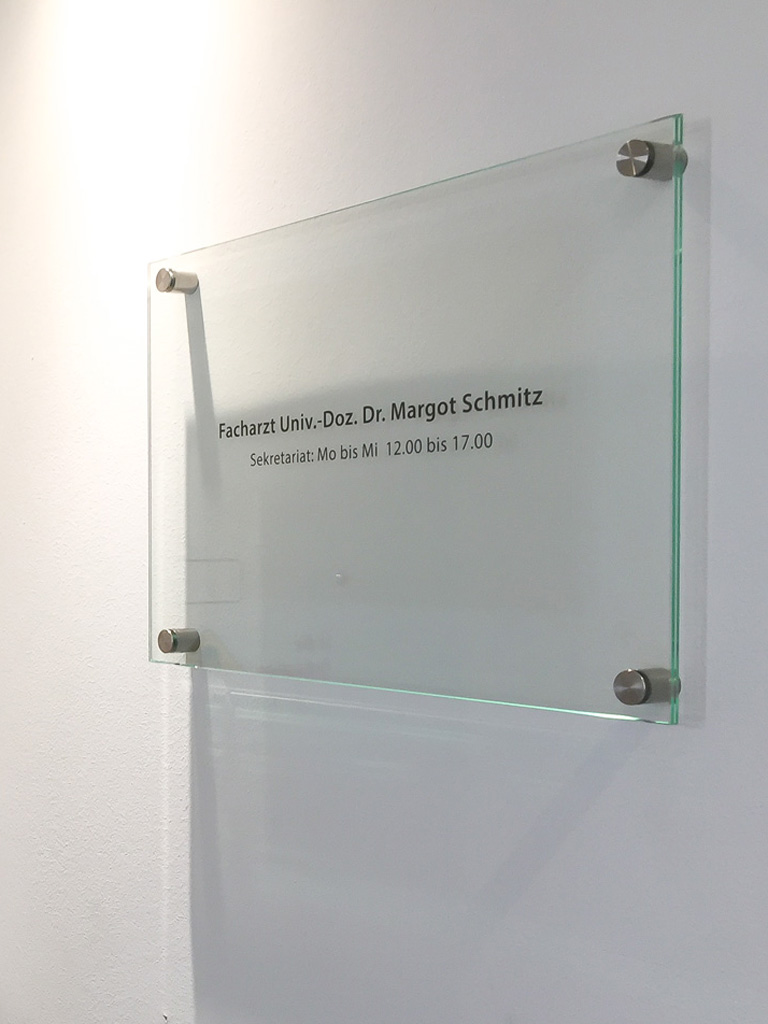 Facharzt Univ.-Doz. Dr. Margot Schmitz
Sekretariat: Mo bis Mi 12.00 bis 17.00